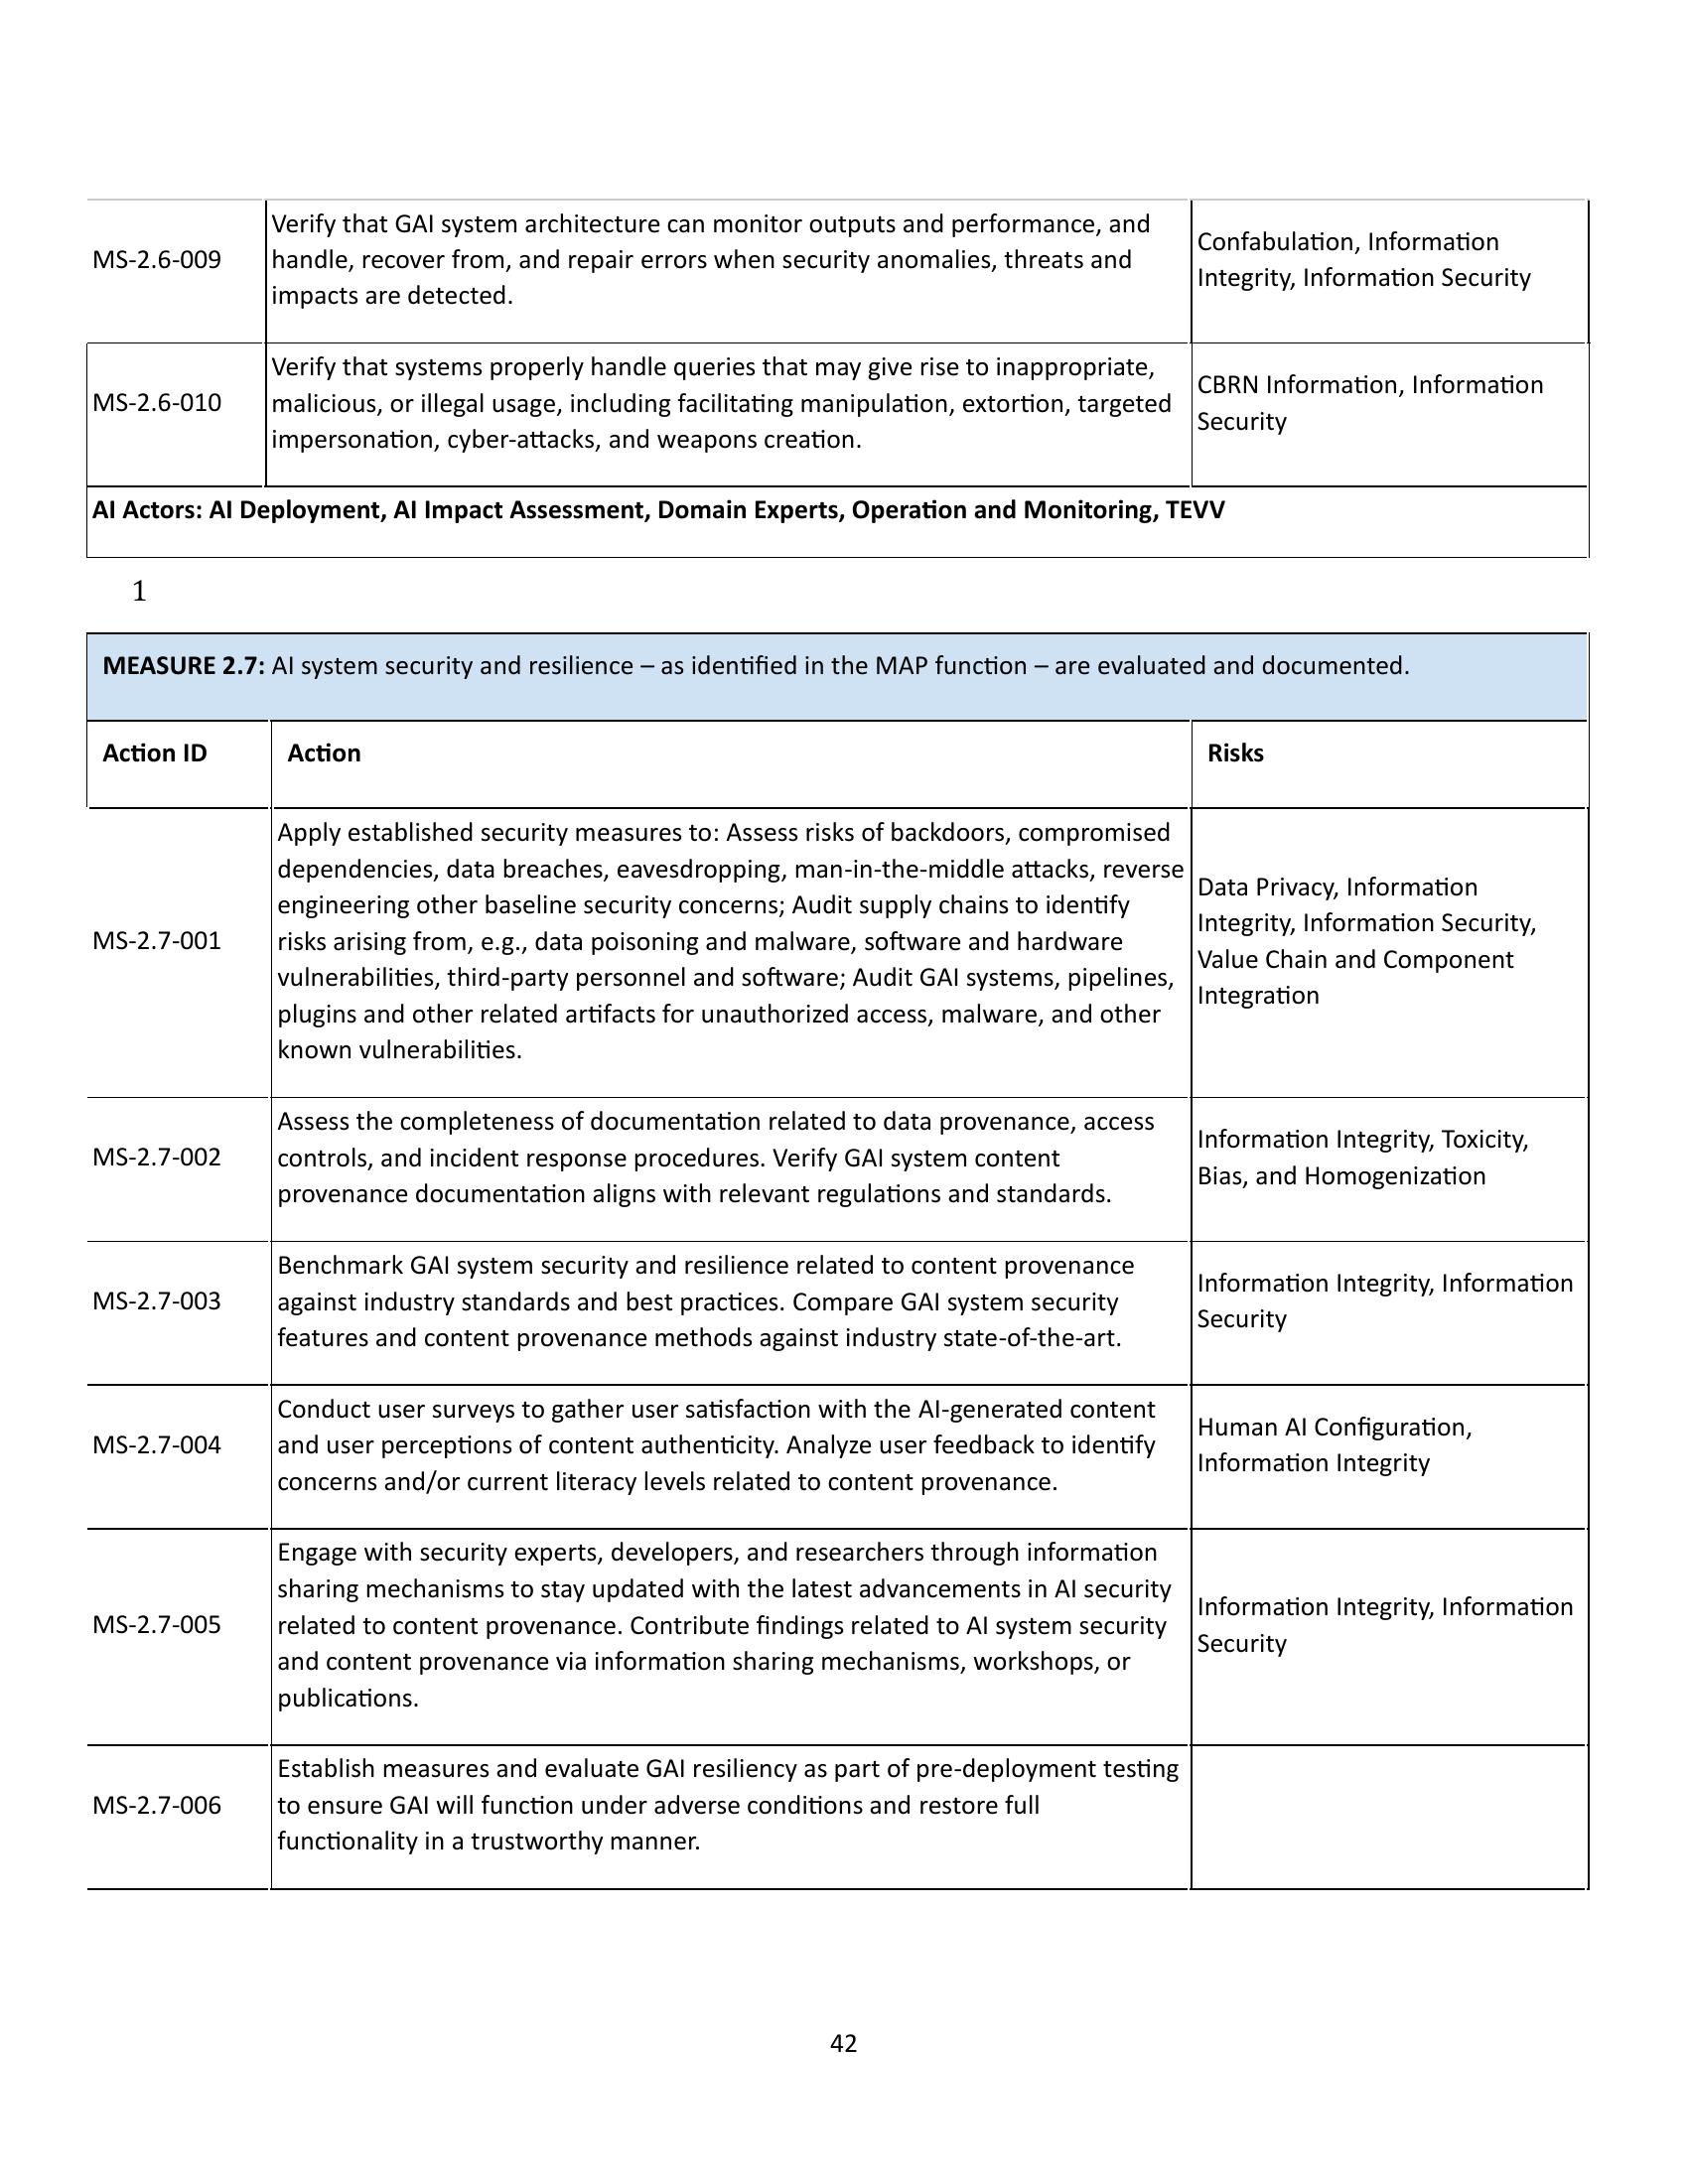 MS-2.6-009
Verify that GAI system architecture can monitor outputs and performance, and
handle, recover from, and repair errors when security anomalies, threats and
impacts are detected.
Confabulation, Information
Integrity, Information Security
MS-2.6-010
Verify that systems properly handle queries that may give rise to inappropriate,
malicious, or illegal usage, including facilitating manipulation, extortion, targeted
impersonation, cyber-attacks, and weapons creation.
CBRN Information, Information
Security
AI Actors: AI Deployment, AI Impact Assessment, Domain Experts, Operation and Monitoring, TEVV
1
MEASURE 2.7: AI system security and resilience – as identified in the MAP function – are evaluated and documented.
Action ID
Action
Risks
MS-2.7-001
Apply established security measures to: Assess risks of backdoors, compromised
dependencies, data breaches, eavesdropping, man-in-the-middle attacks, reverse
engineering other baseline security concerns; Audit supply chains to identify
risks arising from, e.g., data poisoning and malware, software and hardware
vulnerabilities, third-party personnel and software; Audit GAI systems, pipelines,
plugins and other related artifacts for unauthorized access, malware, and other
known vulnerabilities.
Data Privacy, Information
Integrity, Information Security,
Value Chain and Component
Integration
MS-2.7-002
Assess the completeness of documentation related to data provenance, access
controls, and incident response procedures. Verify GAI system content
provenance documentation aligns with relevant regulations and standards.
Information Integrity, Toxicity,
Bias, and Homogenization
MS-2.7-003
Benchmark GAI system security and resilience related to content provenance
against industry standards and best practices. Compare GAI system security
features and content provenance methods against industry state-of-the-art.
Information Integrity, Information
Security
MS-2.7-004
Conduct user surveys to gather user satisfaction with the AI-generated content
and user perceptions of content authenticity. Analyze user feedback to identify
concerns and/or current literacy levels related to content provenance.
Human AI Configuration,
Information Integrity
MS-2.7-005
Engage with security experts, developers, and researchers through information
sharing mechanisms to stay updated with the latest advancements in AI security
related to content provenance. Contribute findings related to AI system security
and content provenance via information sharing mechanisms, workshops, or
publications.
Information Integrity, Information
Security
MS-2.7-006
Establish measures and evaluate GAI resiliency as part of pre-deployment testing
to ensure GAI will function under adverse conditions and restore full
functionality in a trustworthy manner.
42